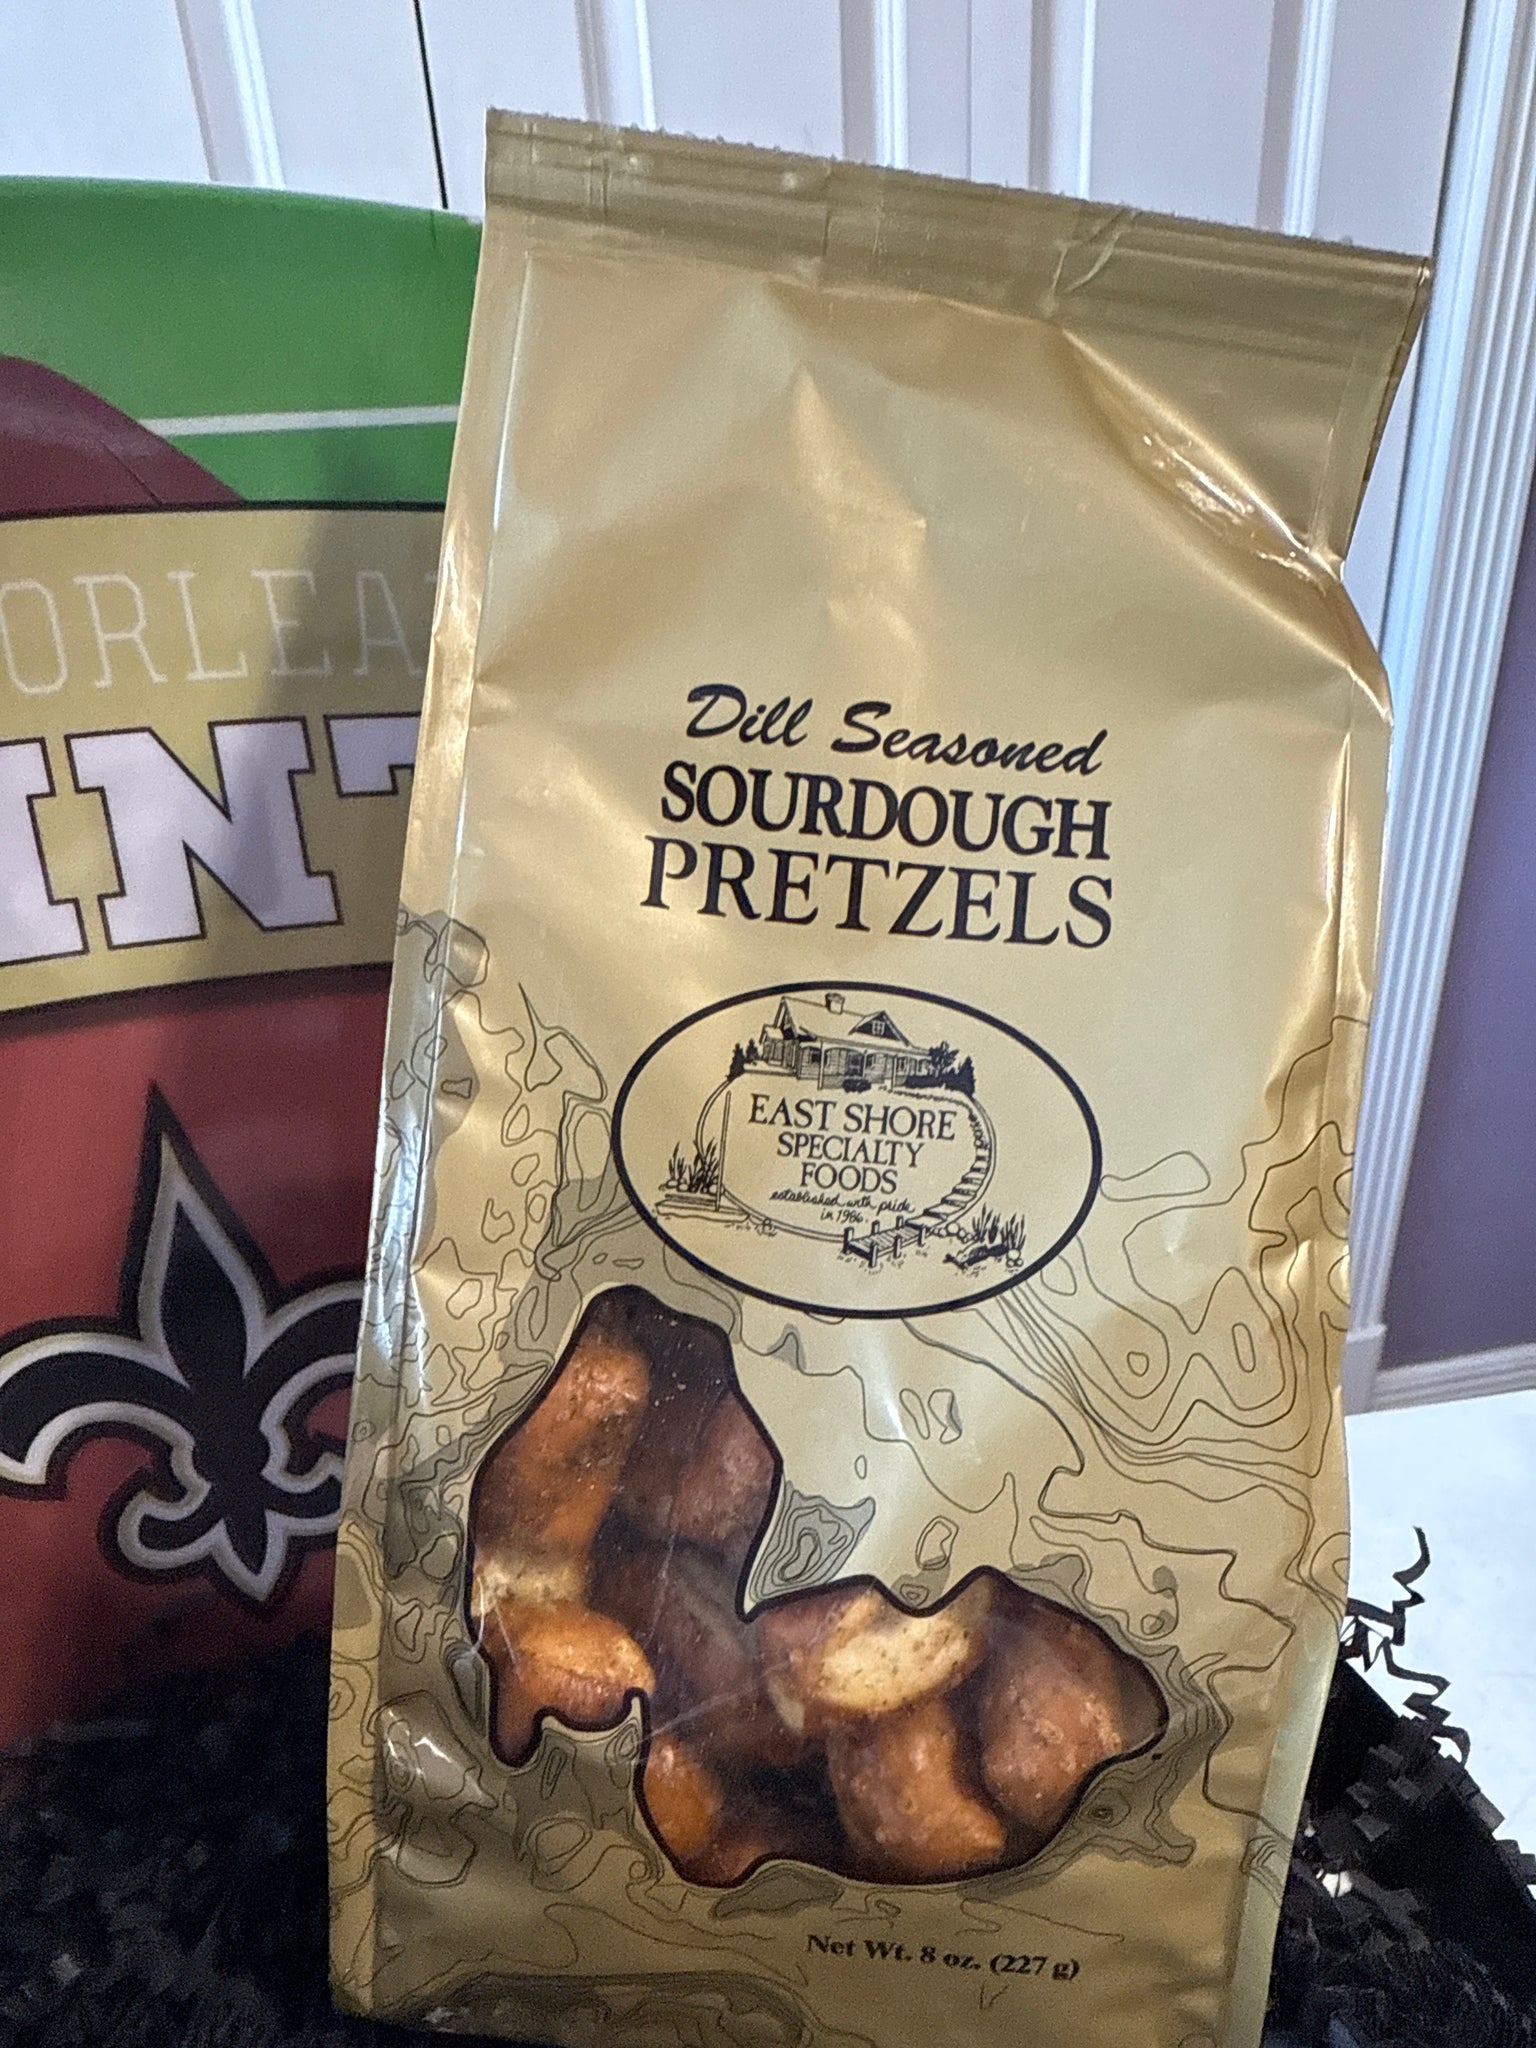 ORLEA
INT
Dill Seasoned
SOURDOUGH
PRETZELS
EAST SHORE
SPECIALTY
FOODS
established with pride
in 1986.
Net Wt. 8 oz. (227 g)